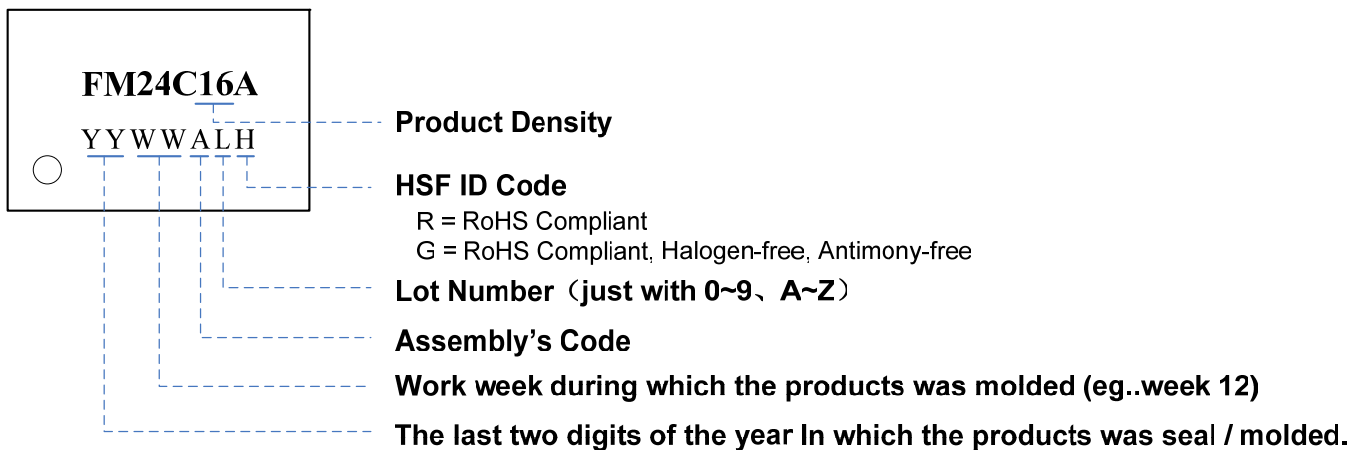 FM24C16A
YYWWALH
Product Density
HSF ID Code
R = RoHS Compliant
G = RoHS Compliant, Halogen-free, Antimony-free
Lot Number（just with 0~9、A~Z）
Assembly’s Code
Work week during which the products was molded (eg..week 12)
The last two digits of the year In which the products was seal / molded.